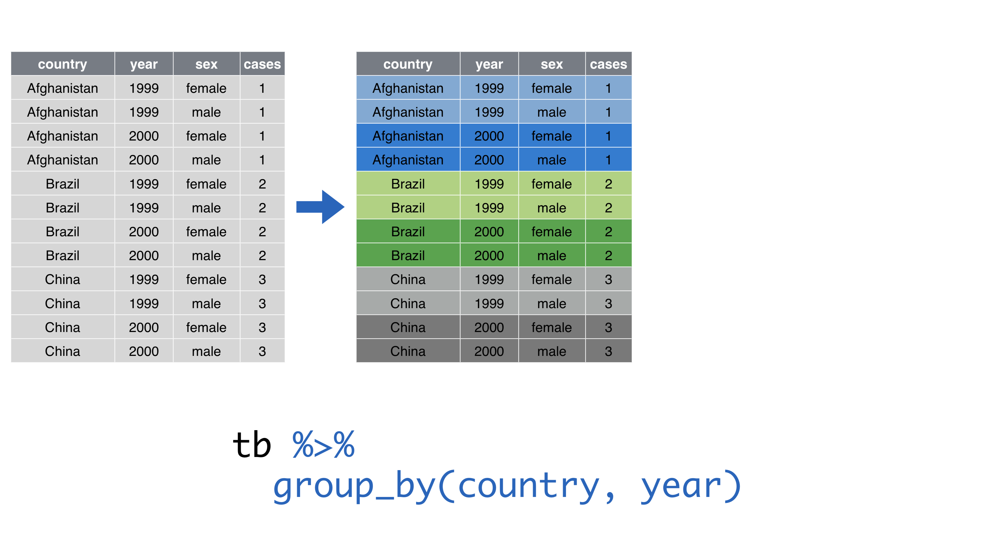 country year sex cases
Afghanistan 1999 female 1
Afghanistan 1999 male 1
Afghanistan 2000 female 1
Afghanistan 2000 male 1
Brazil 1999 female 2
Brazil 1999 male 2
Brazil 2000 female 2
Brazil 2000 male 2
China 1999 female 3
China 1999 male 3
China 2000 female 3
China 2000 male 3
country year sex cases
Afghanistan 1999 female 1
Afghanistan 1999 male 1
Afghanistan 2000 female 1
Afghanistan 2000 male 1
Brazil 1999 female 2
Brazil 1999 male 2
Brazil 2000 female 2
Brazil 2000 male 2
China 1999 female 3
China 1999 male 3
China 2000 female 3
China 2000 male 3
tb %>%
group_by(country, year)